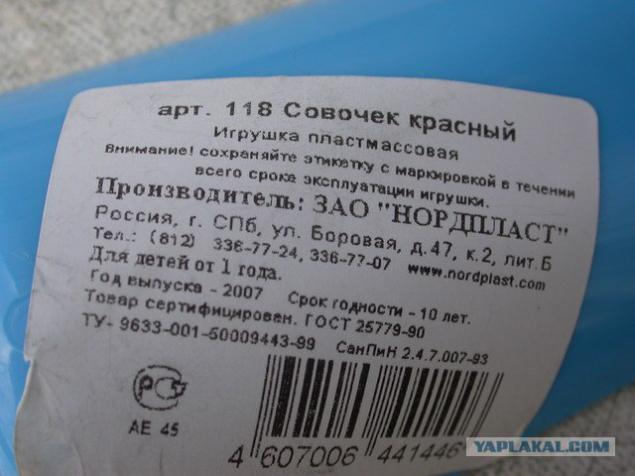 арт. 118 Совочек красный
Игрушка пластмассовая
Внимание! сохраняйте этикетку с маркировкой в течении
всего срока эксплуатации игрушки.
Производитель: ЗАО "НОРДПЛАСТ"
Россия, г. СПб, ул. Боровая, д.47, к.2, лит.Б
Тел.: (812) 336-77-24, 336-77-07 www.nordplast.com
Для детей от 1 года.
Год выпуска - 2007 Срок годности - 10 лет.
Товар сертифицирован. ГОСТ 25779-90
ТУ- 9633-001-50009443-99 СанПиН 2.4.7.007-93
РСТ
АЕ 45
4 607006 441446
YAPLAKAL.COM